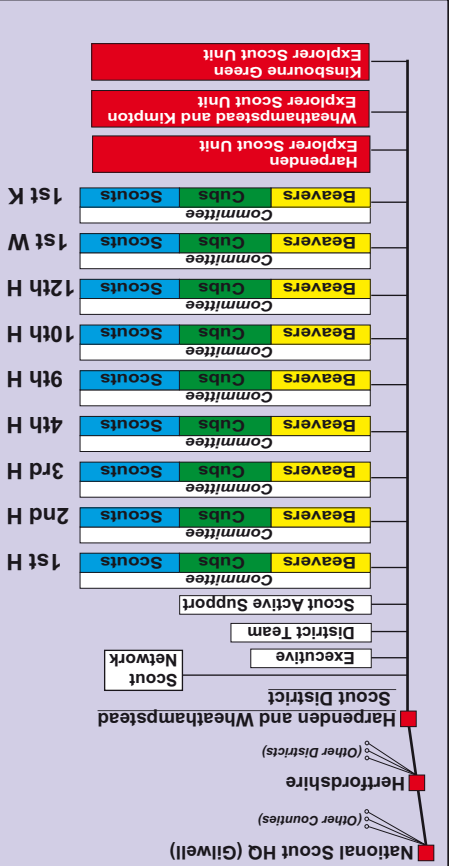 National Scout HQ (Gilwell)
(Other Counties)
Hertfordshire
(Other Districts)
Harpenden and Wheathampstead
Scout District
Scout
Network
Executive
District Team
Scout Active Support
Committee
Beavers Cubs Scouts 1st H
Committee
Beavers Cubs Scouts 2nd H
Committee
Beavers Cubs Scouts 3rd H
Committee
Beavers Cubs Scouts 4th H
Committee
Beavers Cubs Scouts 9th H
Committee
Beavers Cubs Scouts 10th H
Committee
Beavers Cubs Scouts 12th H
Committee
Beavers Cubs Scouts 1st W
Committee
Beavers Cubs Scouts 1st K
Harpenden
Explorer Scout Unit
Wheathampstead and Kimpton
Explorer Scout Unit
Kinsbourne Green
Explorer Scout Unit